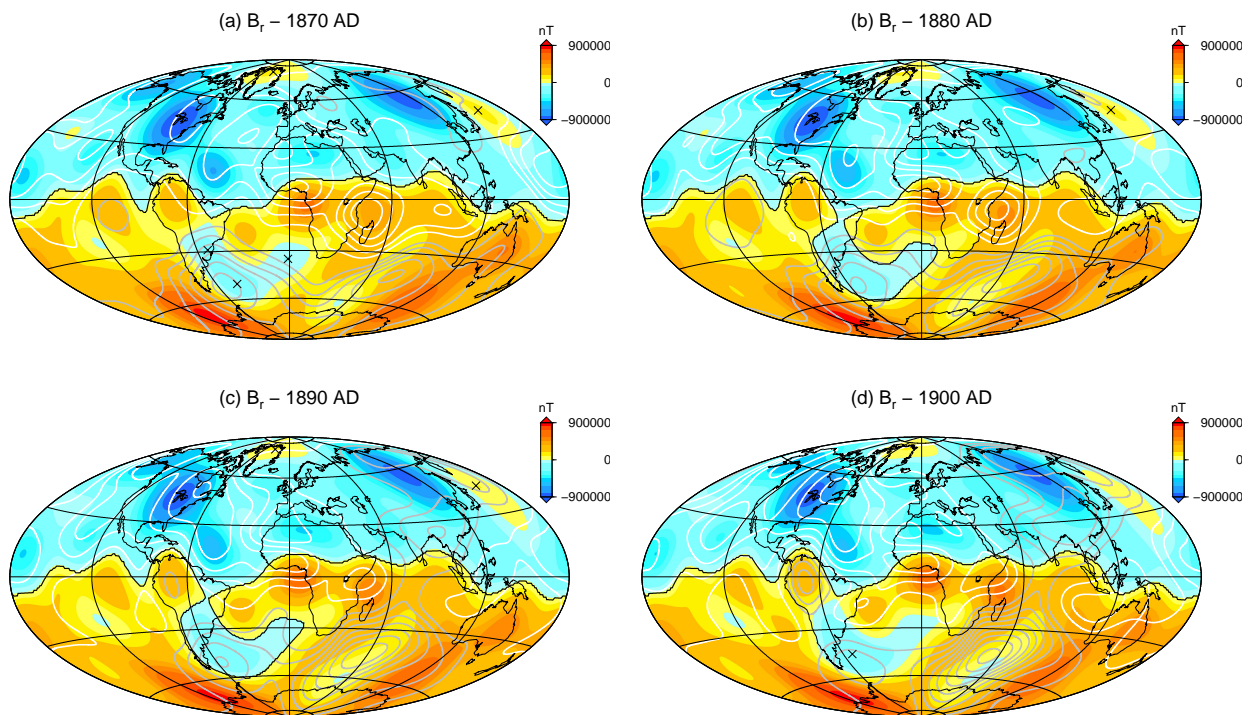 (a) Bᵣ – 1870 AD
nT
900000
0
−900000
(b) Bᵣ – 1880 AD
nT
900000
0
−900000
(c) Bᵣ – 1890 AD
nT
900000
0
−900000
(d) Bᵣ – 1900 AD
nT
900000
0
−900000